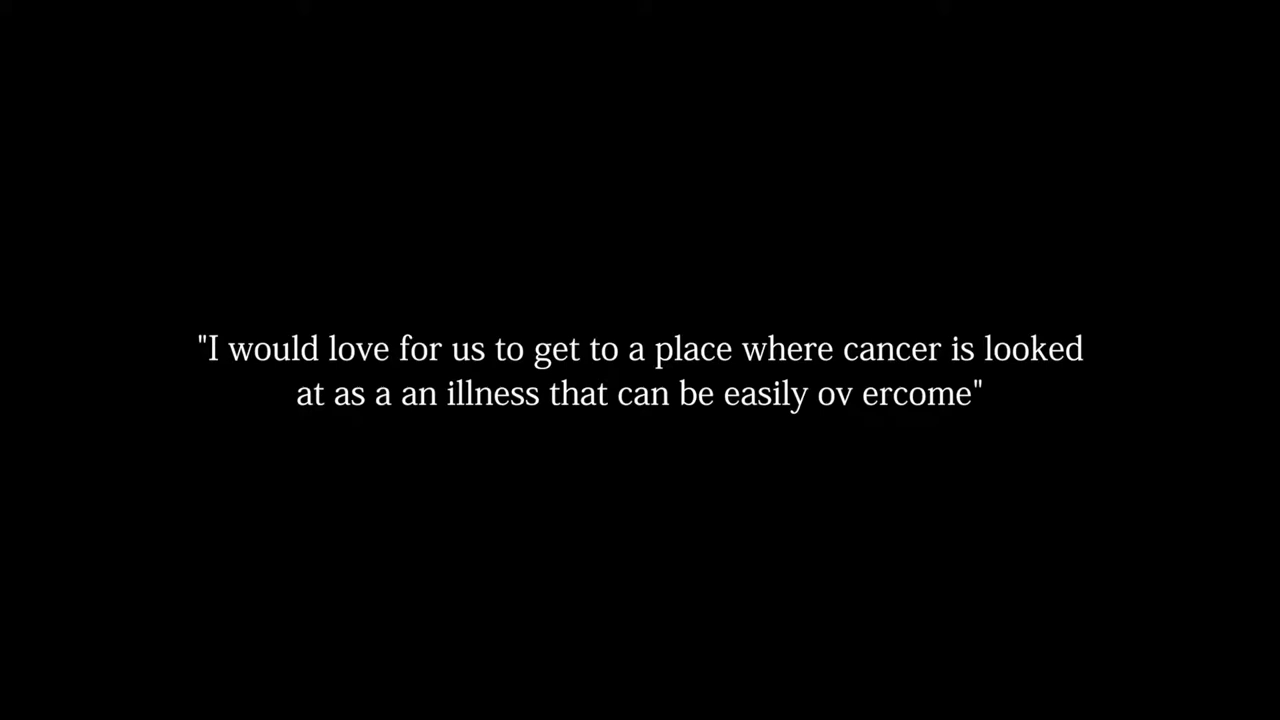 "I would love for us to get to a place where cancer is looked
at as a an illness that can be easily ov ercome"